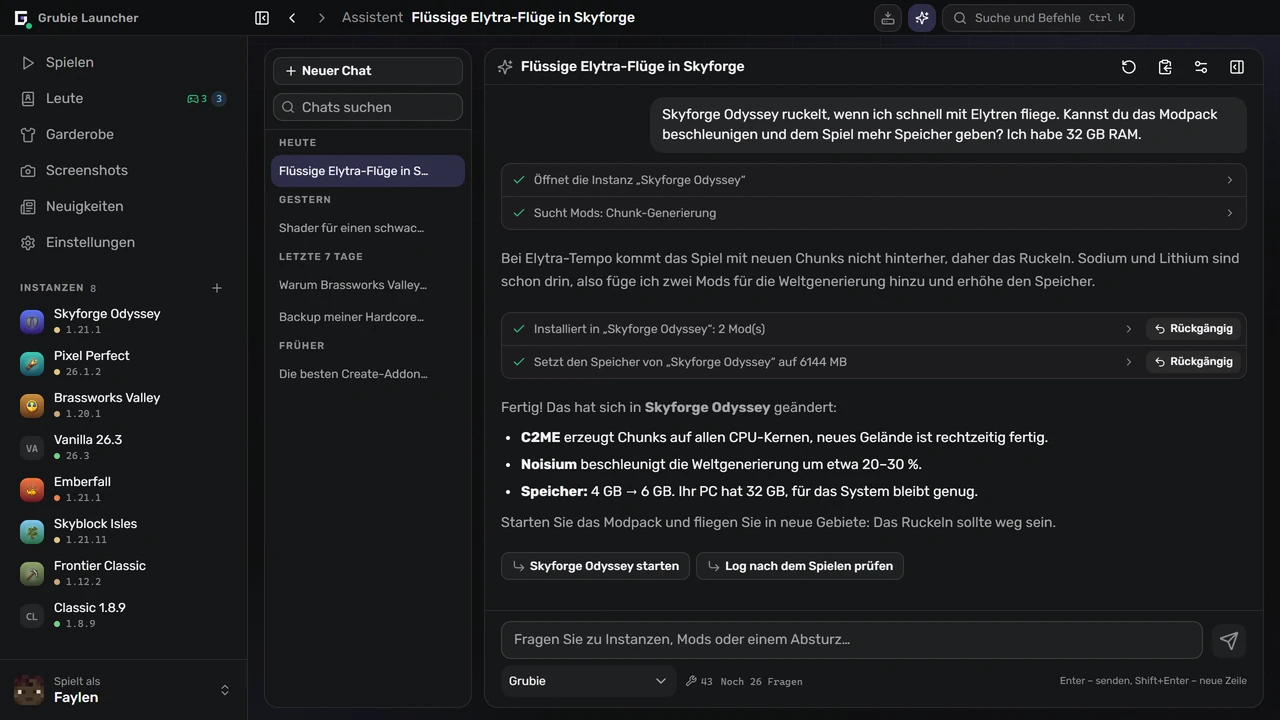 Grubie Launcher
Assistent Flüssige Elytra-Flüge in Skyforge
Suche und Befehle Ctrl K
Spielen
Leute 3 3
Garderobe
Screenshots
Neuigkeiten
Einstellungen
INSTANZEN 8
Skyforge Odyssey
1.21.1
Pixel Perfect
26.1.2
Brassworks Valley
1.20.1
VA
Vanilla 26.3
26.3
Emberfall
1.21.1
Skyblock Isles
1.21.11
Frontier Classic
1.12.2
CL
Classic 1.8.9
1.8.9
Spielt als
Faylen
Neuer Chat
Chats suchen
HEUTE
Flüssige Elytra-Flüge in S…
GESTERN
Shader für einen schwac…
LETZTE 7 TAGE
Warum Brassworks Valley…
Backup meiner Hardcore…
FRÜHER
Die besten Create-Addon…
Flüssige Elytra-Flüge in Skyforge
Skyforge Odyssey ruckelt, wenn ich schnell mit Elytren fliege. Kannst du das Modpack
beschleunigen und dem Spiel mehr Speicher geben? Ich habe 32 GB RAM.
Öffnet die Instanz „Skyforge Odyssey“
Sucht Mods: Chunk-Generierung
Bei Elytra-Tempo kommt das Spiel mit neuen Chunks nicht hinterher, daher das Ruckeln. Sodium und Lithium sind
schon drin, also füge ich zwei Mods für die Weltgenerierung hinzu und erhöhe den Speicher.
Installiert in „Skyforge Odyssey“: 2 Mod(s) Rückgängig
Setzt den Speicher von „Skyforge Odyssey“ auf 6144 MB Rückgängig
Fertig! Das hat sich in Skyforge Odyssey geändert:
• C2ME erzeugt Chunks auf allen CPU-Kernen, neues Gelände ist rechtzeitig fertig.
• Noisium beschleunigt die Weltgenerierung um etwa 20–30 %.
• Speicher: 4 GB → 6 GB. Ihr PC hat 32 GB, für das System bleibt genug.
Starten Sie das Modpack und fliegen Sie in neue Gebiete: Das Ruckeln sollte weg sein.
Skyforge Odyssey starten Log nach dem Spielen prüfen
Fragen Sie zu Instanzen, Mods oder einem Absturz…
Grubie 43 Noch 26 Fragen Enter – senden, Shift+Enter – neue Zeile